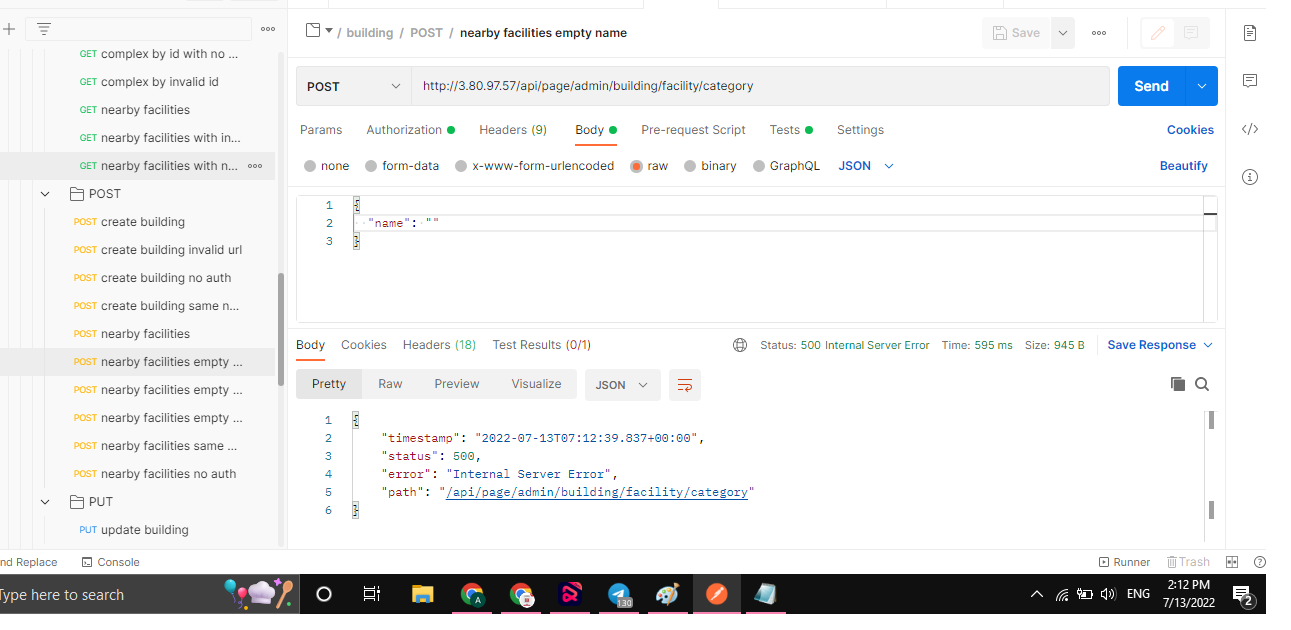 GET complex by id with no ...
GET complex by invalid id
GET nearby facilities
GET nearby facilities with in...
GET nearby facilities with n...
POST
POST create building
POST create building invalid url
POST create building no auth
POST create building same n...
POST nearby facilities
POST nearby facilities empty ...
POST nearby facilities empty ...
POST nearby facilities empty ...
POST nearby facilities same ...
POST nearby facilities no auth
PUT
PUT update building
/ building / POST / nearby facilities empty name
Save
POST http://3.80.97.57/api/page/admin/building/facility/category Send
Params Authorization Headers (9) Body Pre-request Script Tests Settings Cookies
none form-data x-www-form-urlencoded raw binary GraphQL JSON Beautify
1 {
2 "name": ""
3 }
Body Cookies Headers (18) Test Results (0/1) Status: 500 Internal Server Error Time: 595 ms Size: 945 B Save Response
Pretty Raw Preview Visualize JSON
1 {
2 "timestamp": "2022-07-13T07:12:39.837+00:00",
3 "status": 500,
4 "error": "Internal Server Error",
5 "path": "/api/page/admin/building/facility/category"
6 }
nd Replace Console Runner Trash
Type here to search
A
130
ENG
2:12 PM
7/13/2022
2